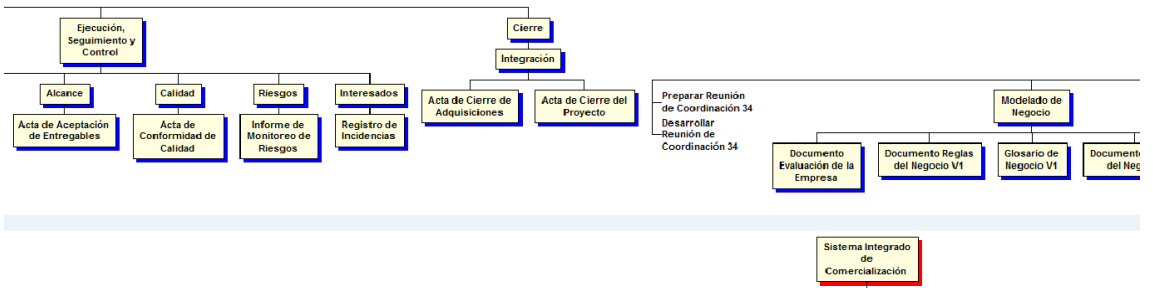 Ejecución,
Seguimiento y
Control
Cierre
Integración
Alcance
Calidad
Riesgos
Interesados
Acta de Aceptación
de Entregables
Acta de
Conformidad de
Calidad
Informe de
Monitoreo de
Riesgos
Registro de
Incidencias
Acta de Cierre de
Adquisiciones
Acta de Cierre del
Proyecto
Preparar Reunión
de Coordinación 34
Desarrollar
Reunión de
Coordinación 34
Modelado de
Negocio
Documento
Evaluación de la
Empresa
Documento Reglas
del Negocio V1
Glosario de
Negocio V1
Documento
del
Sistema Integrado
de
Comercialización